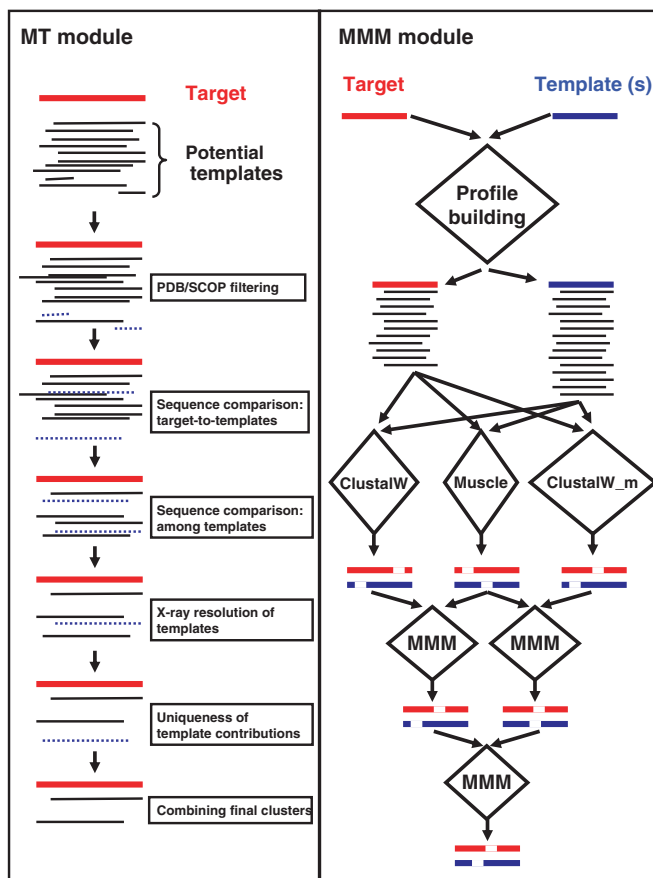 MT module
Target
Potential
templates
PDB/SCOP filtering
Sequence comparison:
target-to-templates
Sequence comparison:
among templates
X-ray resolution of
templates
Uniqueness of
template contributions
Combining final clusters
MMM module
Target
Template (s)
Profile
building
ClustalW
Muscle
ClustalW_m
MMM
MMM
MMM